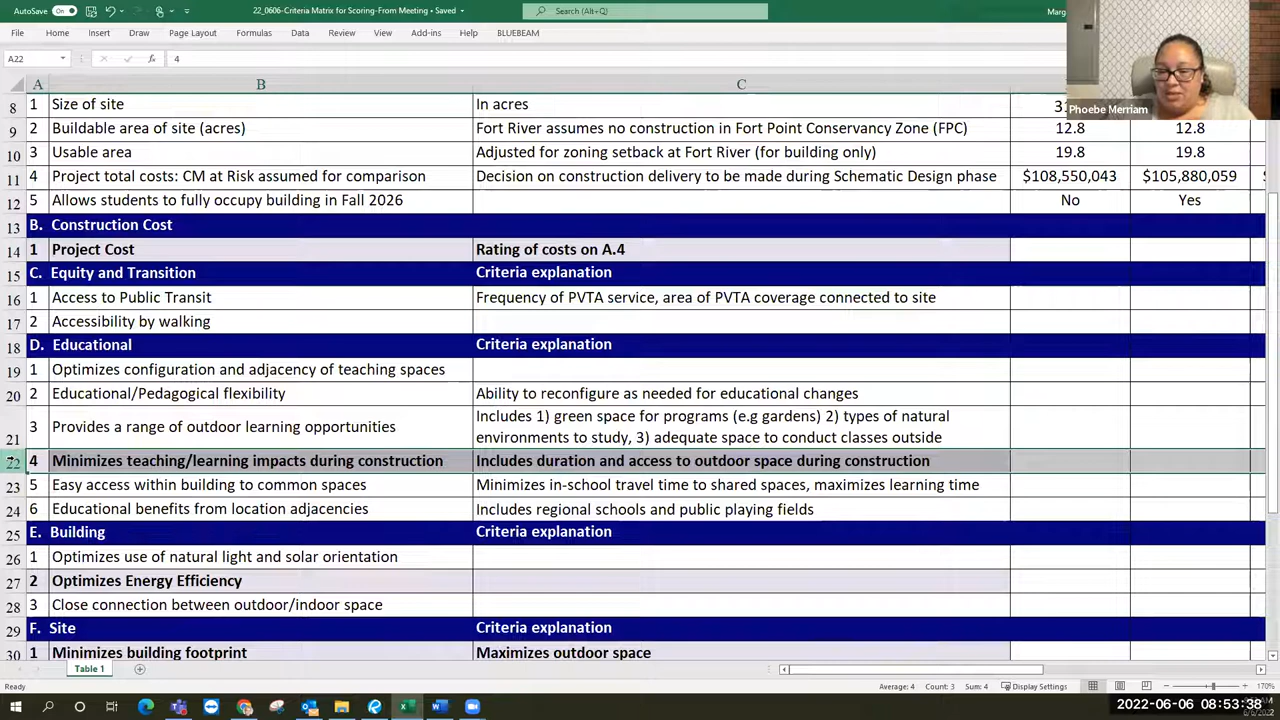 AutoSave On 22_0606-Criteria Matrix for Scoring-From Meeting • Saved Search (Alt+Q)
File Home Insert Draw Page Layout Formulas Data Review View Add-ins Help BLUEBEAM
A22 fx 4
Phoebe Merriam
A B C
8 1 Size of site In acres
9 2 Buildable area of site (acres) Fort River assumes no construction in Fort Point Conservancy Zone (FPC) 12.8 12.8
10 3 Usable area Adjusted for zoning setback at Fort River (for building only) 19.8 19.8
11 4 Project total costs: CM at Risk assumed for comparison Decision on construction delivery to be made during Schematic Design phase $108,550,043 $105,880,059
12 5 Allows students to fully occupy building in Fall 2026 No Yes
13 B. Construction Cost
14 1 Project Cost Rating of costs on A.4
15 C. Equity and Transition Criteria explanation
16 1 Access to Public Transit Frequency of PVTA service, area of PVTA coverage connected to site
17 2 Accessibility by walking
18 D. Educational Criteria explanation
19 1 Optimizes configuration and adjacency of teaching spaces
20 2 Educational/Pedagogical flexibility Ability to reconfigure as needed for educational changes
21 3 Provides a range of outdoor learning opportunities Includes 1) green space for programs (e.g gardens) 2) types of natural
environments to study, 3) adequate space to conduct classes outside
22 4 Minimizes teaching/learning impacts during construction Includes duration and access to outdoor space during construction
23 5 Easy access within building to common spaces Minimizes in-school travel time to shared spaces, maximizes learning time
24 6 Educational benefits from location adjacencies Includes regional schools and public playing fields
25 E. Building Criteria explanation
26 1 Optimizes use of natural light and solar orientation
27 2 Optimizes Energy Efficiency
28 3 Close connection between outdoor/indoor space
29 F. Site Criteria explanation
30 1 Minimizes building footprint Maximizes outdoor space
Table 1
Ready Average: 4 Count: 3 Sum: 4 Display Settings 170%
2022-06-06 08:53:38